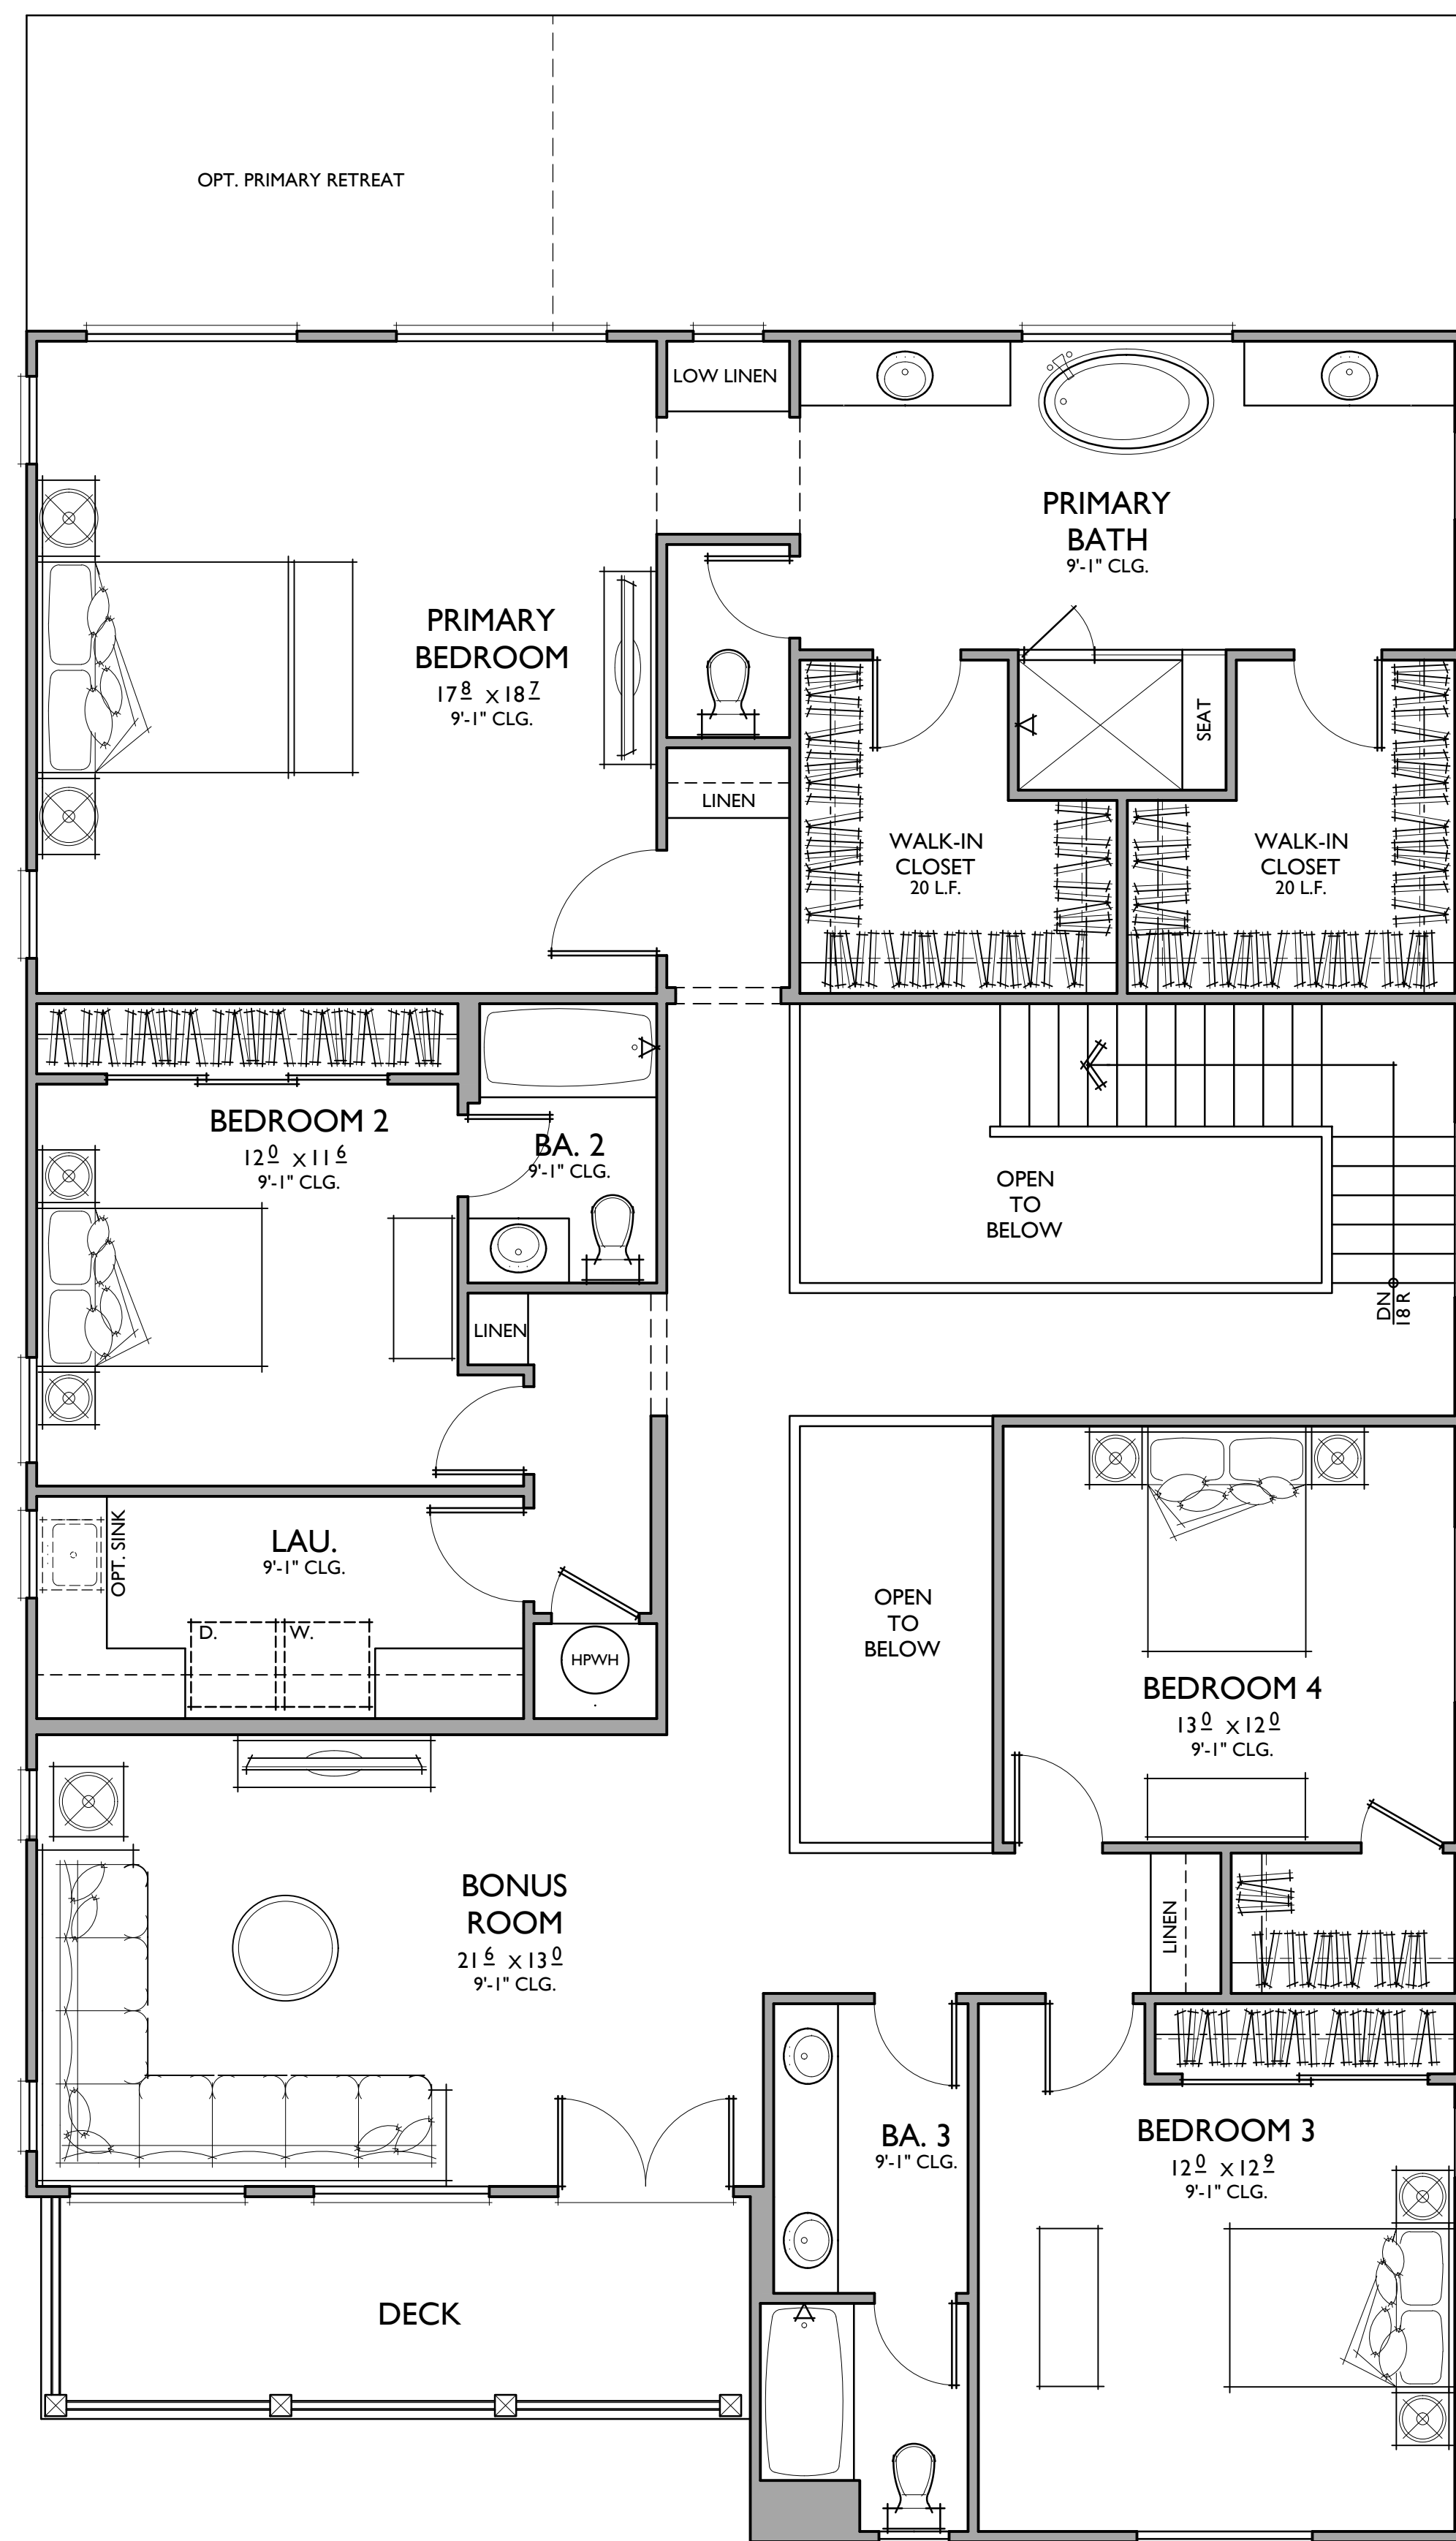 OPT. PRIMARY RETREAT
LOW LINEN
PRIMARY
BATH
9'-1" CLG.
PRIMARY
BEDROOM
17 8 x 18 7
9'-1" CLG.
SEAT
LINEN
WALK-IN
CLOSET
20 L.F.
WALK-IN
CLOSET
20 L.F.
BEDROOM 2
12 0 x 11 6
9'-1" CLG.
BA. 2
9'-1" CLG.
OPEN
TO
BELOW
DN
18 R
LINEN
OPT. SINK
LAU.
9'-1" CLG.
D.
W.
HPWH
OPEN
TO
BELOW
BEDROOM 4
13 0 x 12 0
9'-1" CLG.
BONUS
ROOM
21 6 x 13 0
9'-1" CLG.
LINEN
BA. 3
9'-1" CLG.
BEDROOM 3
12 0 x 12 9
9'-1" CLG.
DECK